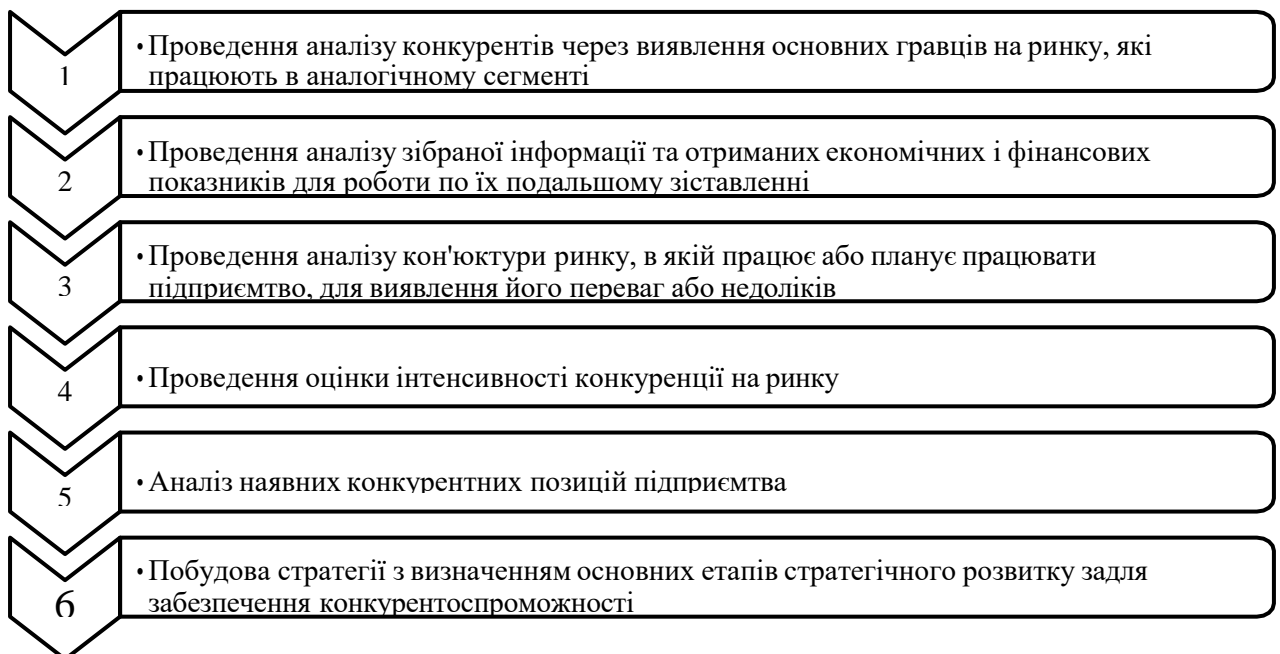 1
• Проведення аналізу конкурентів через виявлення основних гравців на ринку, які
працюють в аналогічному сегменті
2
• Проведення аналізу зібраної інформації та отриманих економічних і фінансових
показників для роботи по їх подальшому зіставленні
3
• Проведення аналізу кон'юктури ринку, в якій працює або планує працювати
підприємтво, для виявлення його переваг або недоліків
4
• Проведення оцінки інтенсивності конкуренції на ринку
5
• Аналіз наявних конкурентних позицій підприємтва
6
• Побудова стратегії з визначенням основних етапів стратегічного розвитку задля
забезпечення конкурентоспроможності